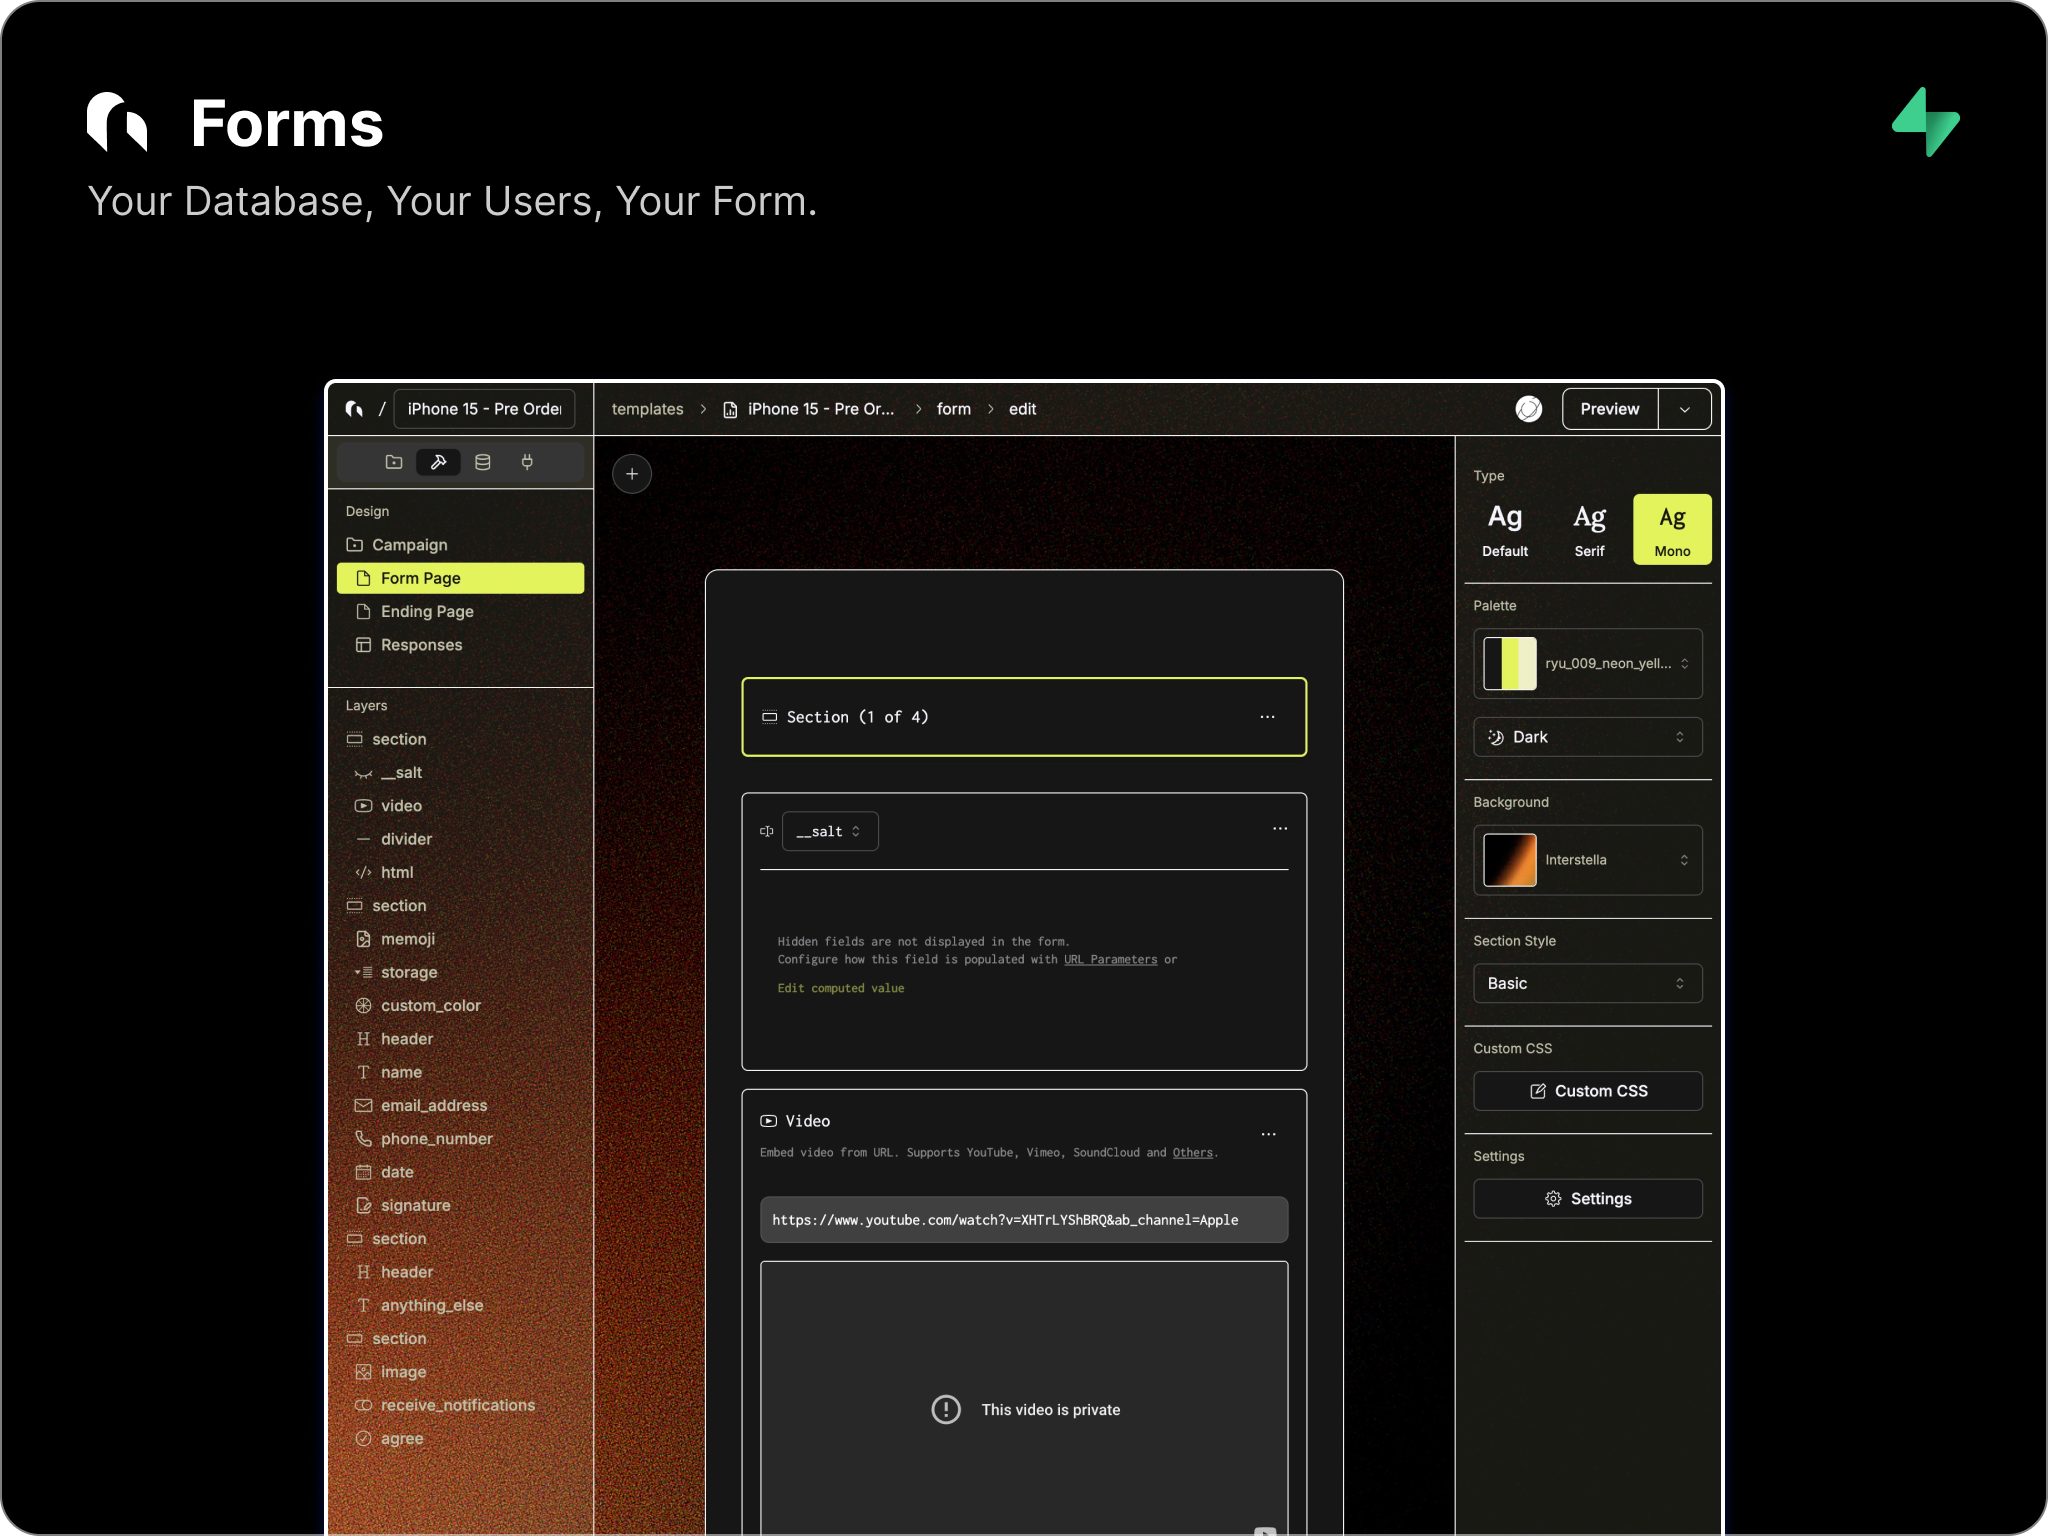 Forms
Your Database, Your Users, Your Form.
/ iPhone 15 - Pre Order
templates > iPhone 15 - Pre Or... > form > edit
Preview
Design
Campaign
Form Page
Ending Page
Responses
Layers
section
__salt
video
divider
html
section
memoji
storage
custom_color
header
name
email_address
phone_number
date
signature
section
header
anything_else
section
image
receive_notifications
agree
Section (1 of 4)
__salt
Hidden fields are not displayed in the form.
Configure how this field is populated with URL Parameters or
Edit computed value
Video
Embed video from URL. Supports YouTube, Vimeo, SoundCloud and Others.
https://www.youtube.com/watch?v=XHTrLYShBRQ&ab_channel=Apple
This video is private
Type
Ag Ag Ag
Default Serif Mono
Palette
ryu_009_neon_yell...
Dark
Background
Interstella
Section Style
Basic
Custom CSS
Custom CSS
Settings
Settings